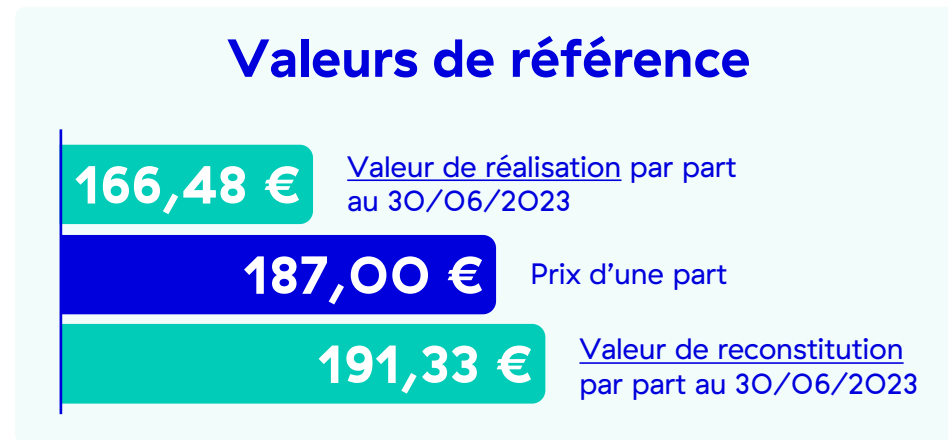 Valeurs de référence
166,48 €
Valeur de réalisation par part
au 30/06/2023
187,00 €
Prix d’une part
191,33 €
Valeur de reconstitution
par part au 30/06/2023